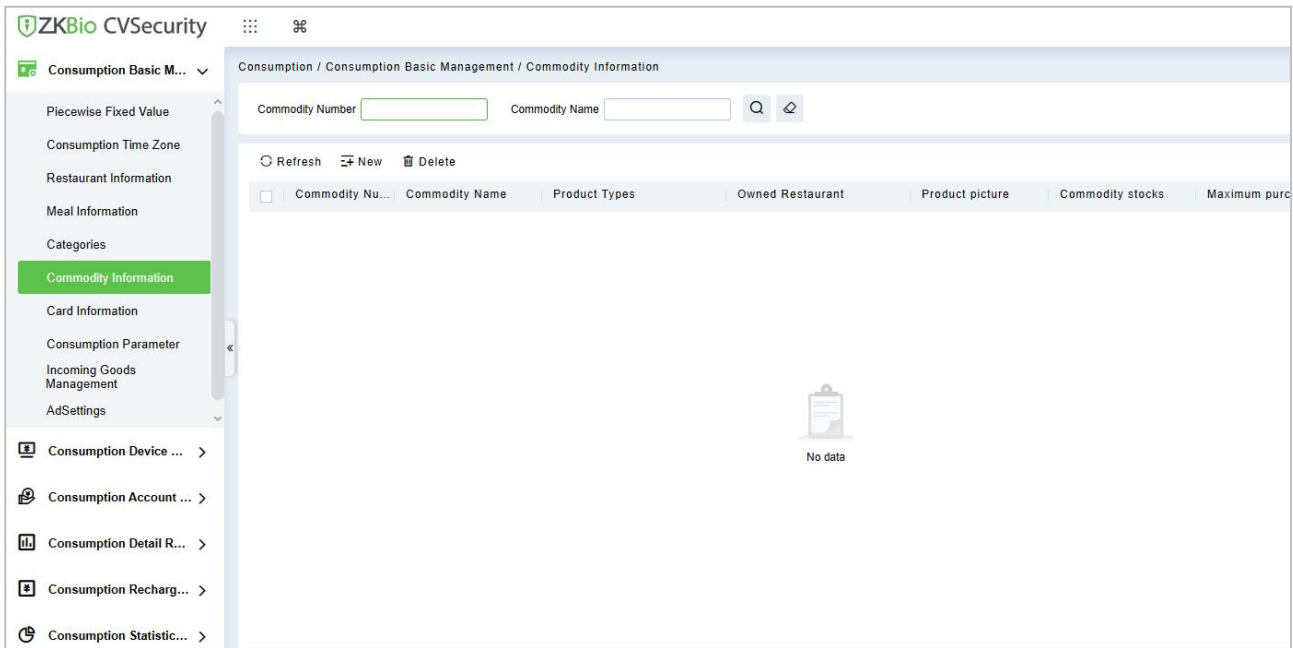 ZKBio CVSecurity
Consumption Basic M...
Piecewise Fixed Value
Consumption Time Zone
Restaurant Information
Meal Information
Categories
Commodity Information
Card Information
Consumption Parameter
Incoming Goods
Management
AdSettings
Consumption Device ...
Consumption Account ...
Consumption Detail R...
Consumption Recharg...
Consumption Statistic...
Consumption / Consumption Basic Management / Commodity Information
Commodity Number Commodity Name
Refresh New Delete
Commodity Nu... Commodity Name Product Types Owned Restaurant Product picture Commodity stocks Maximum purc
No data